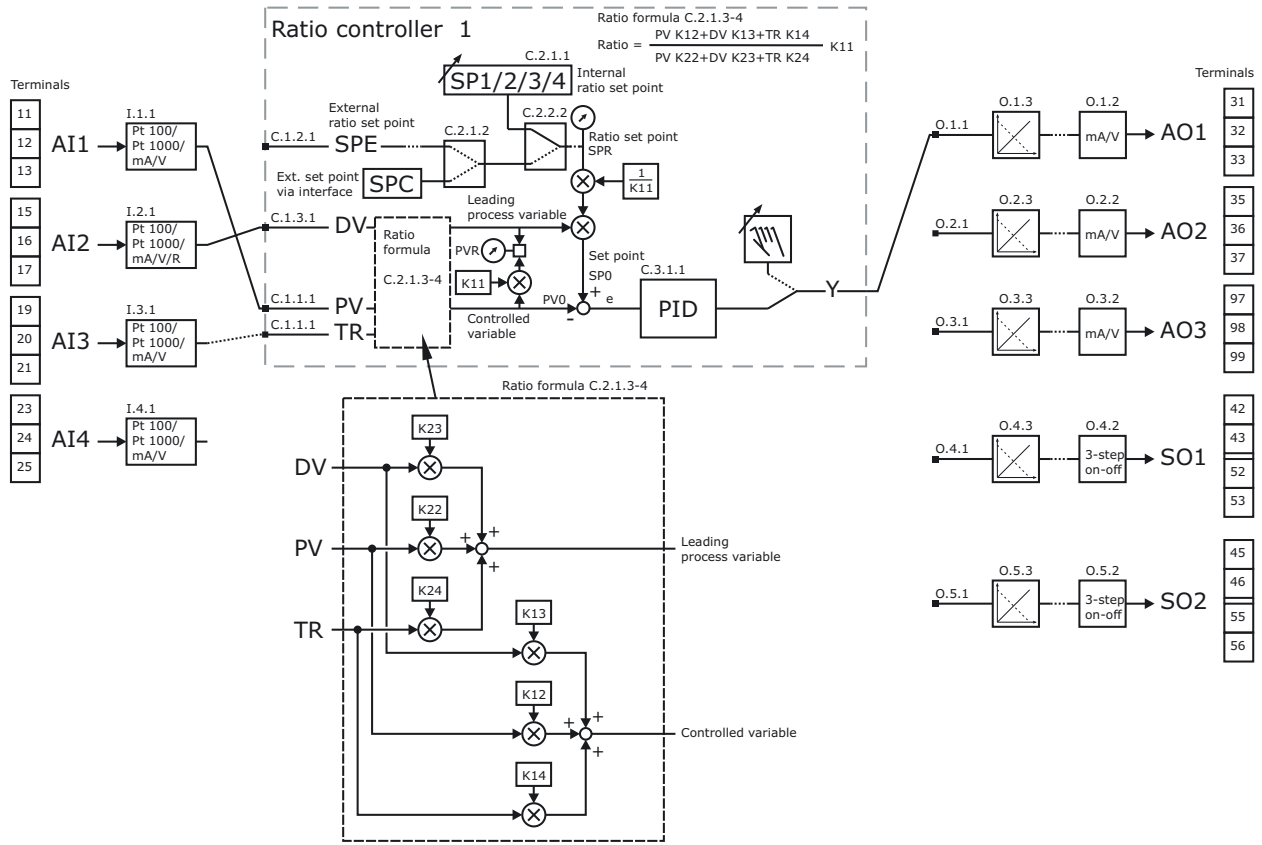 Ratio controller 1
Ratio formula C.2.1.3-4
Ratio =
PV K12+DV K13+TR K14
PV K22+DV K23+TR K24
K11
Terminals
11
12
13
AI1
I.1.1
Pt 100/
Pt 1000/
mA/V
15
16
17
AI2
I.2.1
Pt 100/
Pt 1000/
mA/V/R
19
20
21
AI3
I.3.1
Pt 100/
Pt 1000/
mA/V
23
24
25
AI4
I.4.1
Pt 100/
Pt 1000/
mA/V
C.2.1.1
SP1/2/3/4
Internal
ratio set point
External
ratio set point
C.1.2.1
SPE
C.2.1.2
C.2.2.2
Ratio set point
SPR
Ext. set point
via interface
SPC
1
K11
Leading
process variable
C.1.3.1
DV
Ratio
formula
C.2.1.3-4
PVR
K11
Set point
SP0
+
e
-
PV0
C.1.1.1
PV
C.1.1.1
TR
Controlled
variable
C.3.1.1
PID
Y
Ratio formula C.2.1.3-4
K23
DV
K22
PV
+
+
+
Leading
process variable
K24
TR
K13
K12
+
+
+
Controlled variable
K14
Terminals
O.1.1
O.1.3
O.1.2
mA/V
AO1
31
32
33
O.2.1
O.2.3
O.2.2
mA/V
AO2
35
36
37
O.3.1
O.3.3
O.3.2
mA/V
AO3
97
98
99
O.4.1
O.4.3
O.4.2
3-step
on-off
SO1
42
43
52
53
O.5.1
O.5.3
O.5.2
3-step
on-off
SO2
45
46
55
56